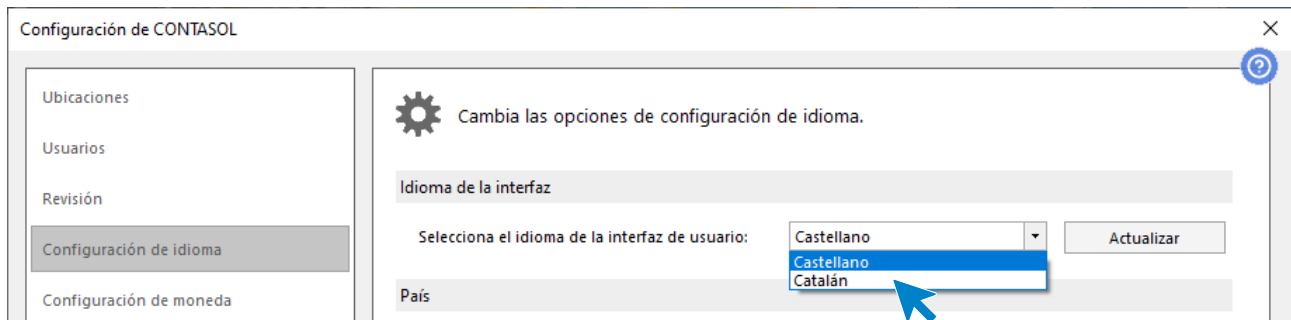 Configuración de CONTASOL
Ubicaciones
Usuarios
Revisión
Configuración de idioma
Configuración de moneda
Cambia las opciones de configuración de idioma.
Idioma de la interfaz
Selecciona el idioma de la interfaz de usuario:
Castellano
Actualizar
Castellano
Catalán
País